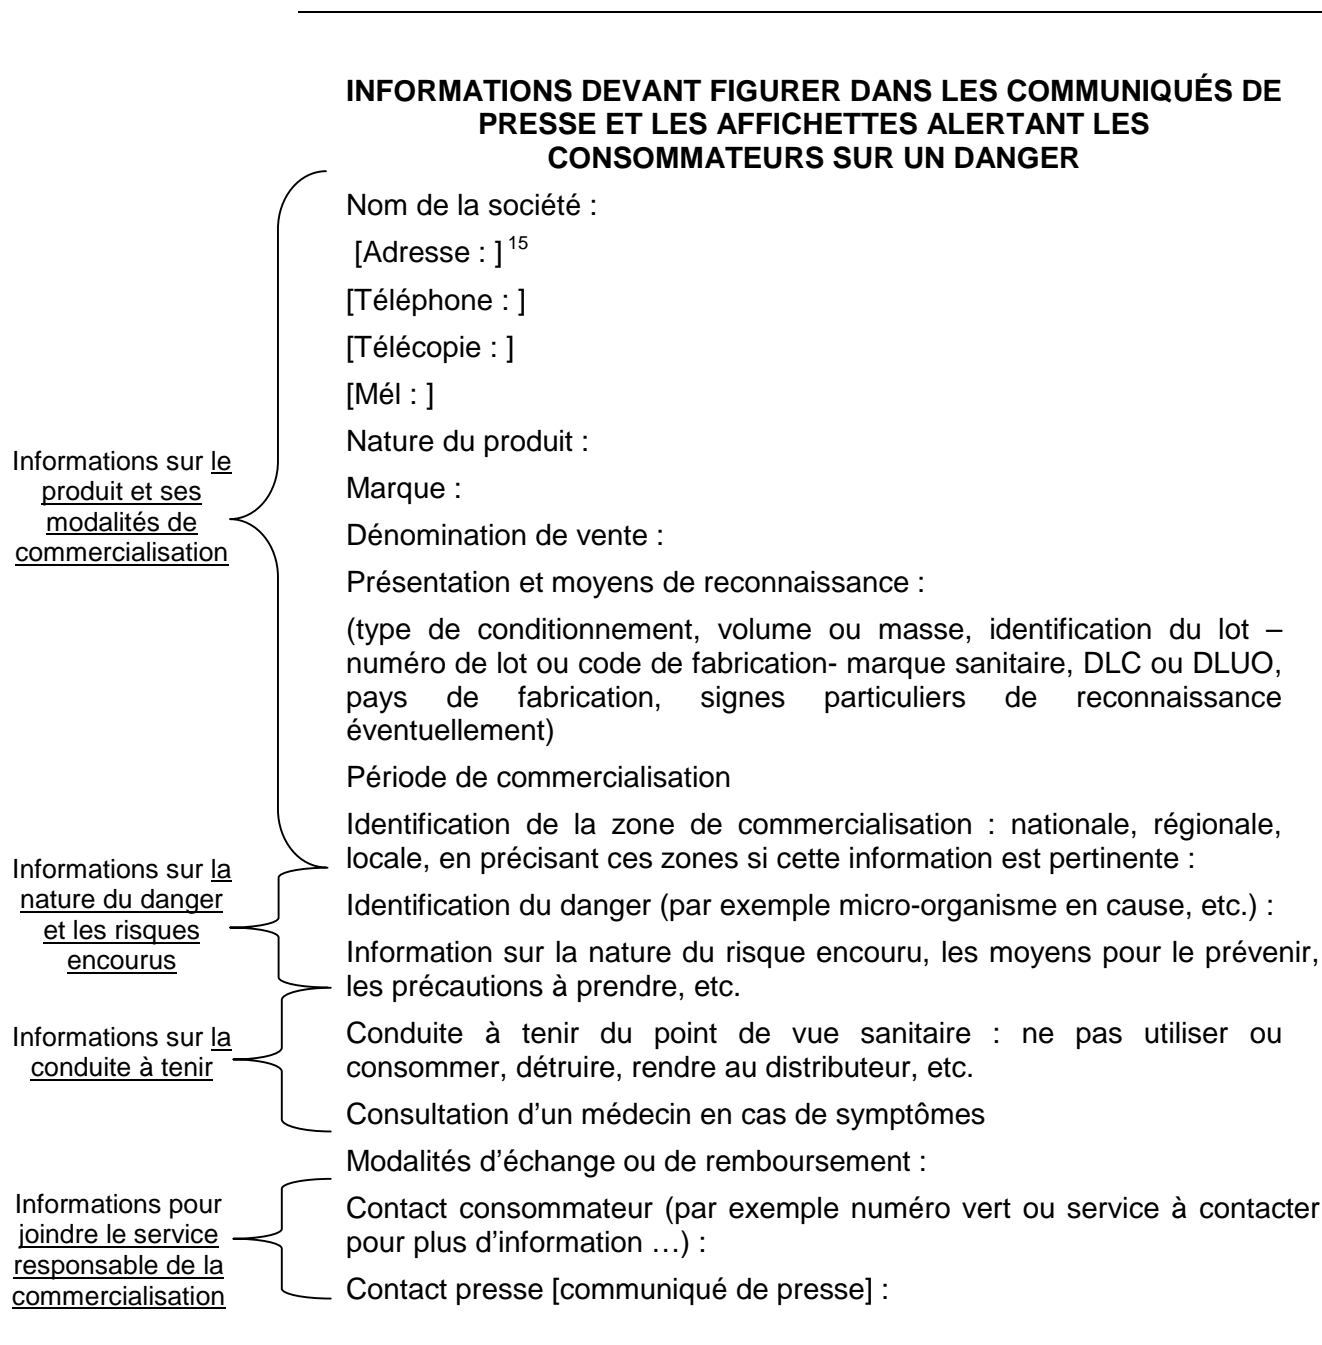 INFORMATIONS DEVANT FIGURER DANS LES COMMUNIQUÉS DE
PRESSE ET LES AFFICHETTES ALERTANT LES
CONSOMMATEURS SUR UN DANGER
Nom de la société :
[Adresse : ] 15
[Téléphone : ]
[Télécopie : ]
[Mél : ]
Nature du produit :
Marque :
Dénomination de vente :
Présentation et moyens de reconnaissance :
(type de conditionnement, volume ou masse, identification du lot –
numéro de lot ou code de fabrication- marque sanitaire, DLC ou DLUO,
pays de fabrication, signes particuliers de reconnaissance
éventuellement)
Période de commercialisation
Identification de la zone de commercialisation : nationale, régionale,
locale, en précisant ces zones si cette information est pertinente :
Informations sur le
produit et ses
modalités de
commercialisation
Identification du danger (par exemple micro-organisme en cause, etc.) :
Information sur la nature du risque encouru, les moyens pour le prévenir,
les précautions à prendre, etc.
Informations sur la
nature du danger
et les risques
encourus
Conduite à tenir du point de vue sanitaire : ne pas utiliser ou
consommer, détruire, rendre au distributeur, etc.
Consultation d’un médecin en cas de symptômes
Informations sur la
conduite à tenir
Modalités d’échange ou de remboursement :
Contact consommateur (par exemple numéro vert ou service à contacter
pour plus d’information …) :
Contact presse [communiqué de presse] :
Informations pour
joindre le service
responsable de la
commercialisation